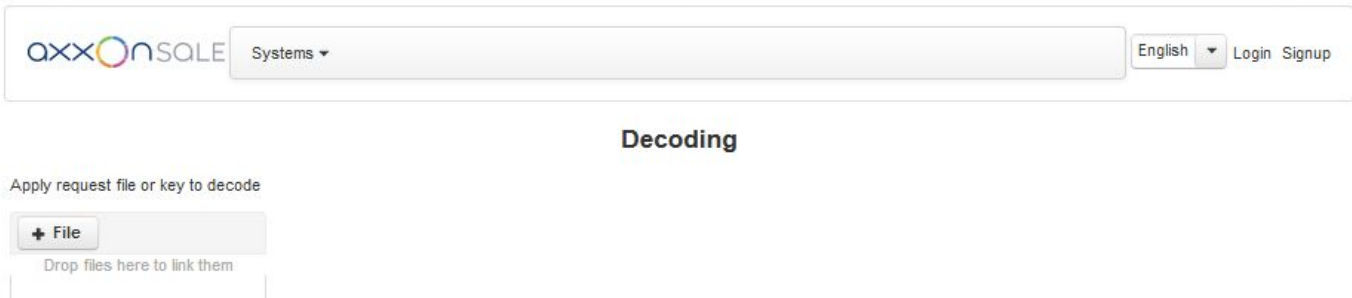 axxOnSALE Systems English Login Signup
Decoding
Apply request file or key to decode
+ File
Drop files here to link them